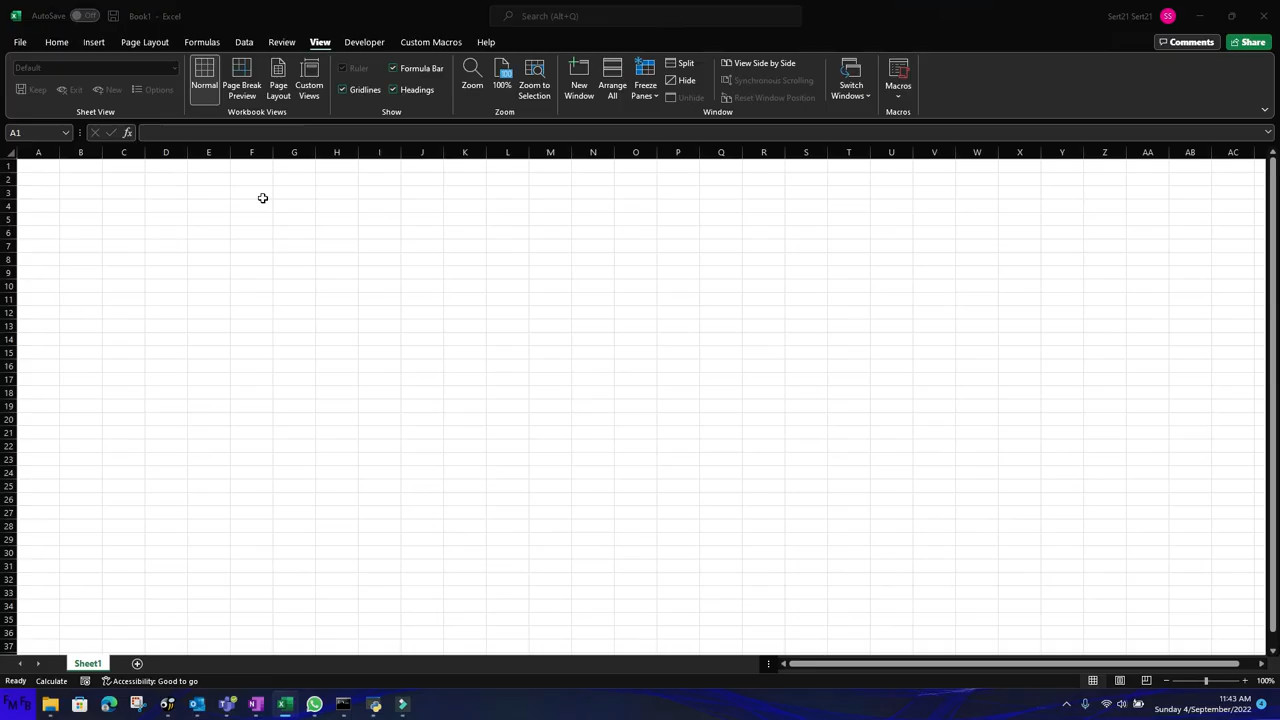 AutoSave Off Book1 - Excel Search (Alt+Q) Sert21 Sert21 SS
File Home Insert Page Layout Formulas Data Review View Developer Custom Macros Help Comments Share
Default
Keep Exit New Options
Sheet View
Normal Page Break Preview Page Layout Custom Views
Workbook Views
Ruler Formula Bar
Gridlines Headings
Show
Zoom 100% Zoom to Selection
Zoom
New Window Arrange All Freeze Panes
Split
Hide
Unhide
View Side by Side
Synchronous Scrolling
Reset Window Position
Switch Windows
Window
Macros
Macros
A1 fx
A B C D E F G H I J K L M N O P Q R S T U V W X Y Z AA AB AC
1
2
3
4
5
6
7
8
9
10
11
12
13
14
15
16
17
18
19
20
21
22
23
24
25
26
27
28
29
30
31
32
33
34
35
36
37
Sheet1
Ready Calculate Accessibility: Good to go 100%
11:43 AM
Sunday 4/September/2022